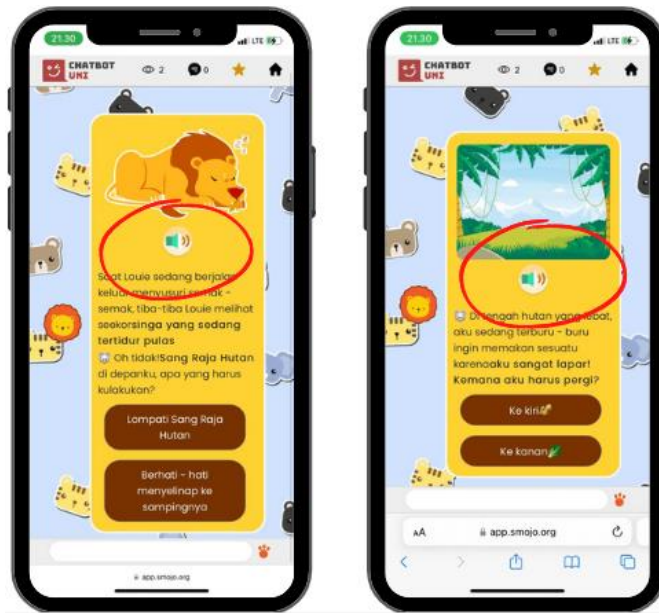 21.30
LTE
CHATBOT
UNI
2
0
Saat Louie sedang berjalan
keluar menyusuri semak -
semak, tiba-tiba Louie melihat
seekorsinga yang sedang
tertidur pulas
Oh tidak!Sang Raja Hutan
di depanku, apa yang harus
kulakukan?
Lompati Sang Raja
Hutan
Berhati - hati
menyelinap ke
sampingnya
app.smojo.org
21.30
LTE
CHATBOT
UNI
2
0
Di tengah hutan yang lebat,
aku sedang terburu - buru
ingin memakan sesuatu
karenaaku sangat lapar!
Kemana aku harus pergi?
Ke kiri
Ke kanan
AA
app.smojo.org